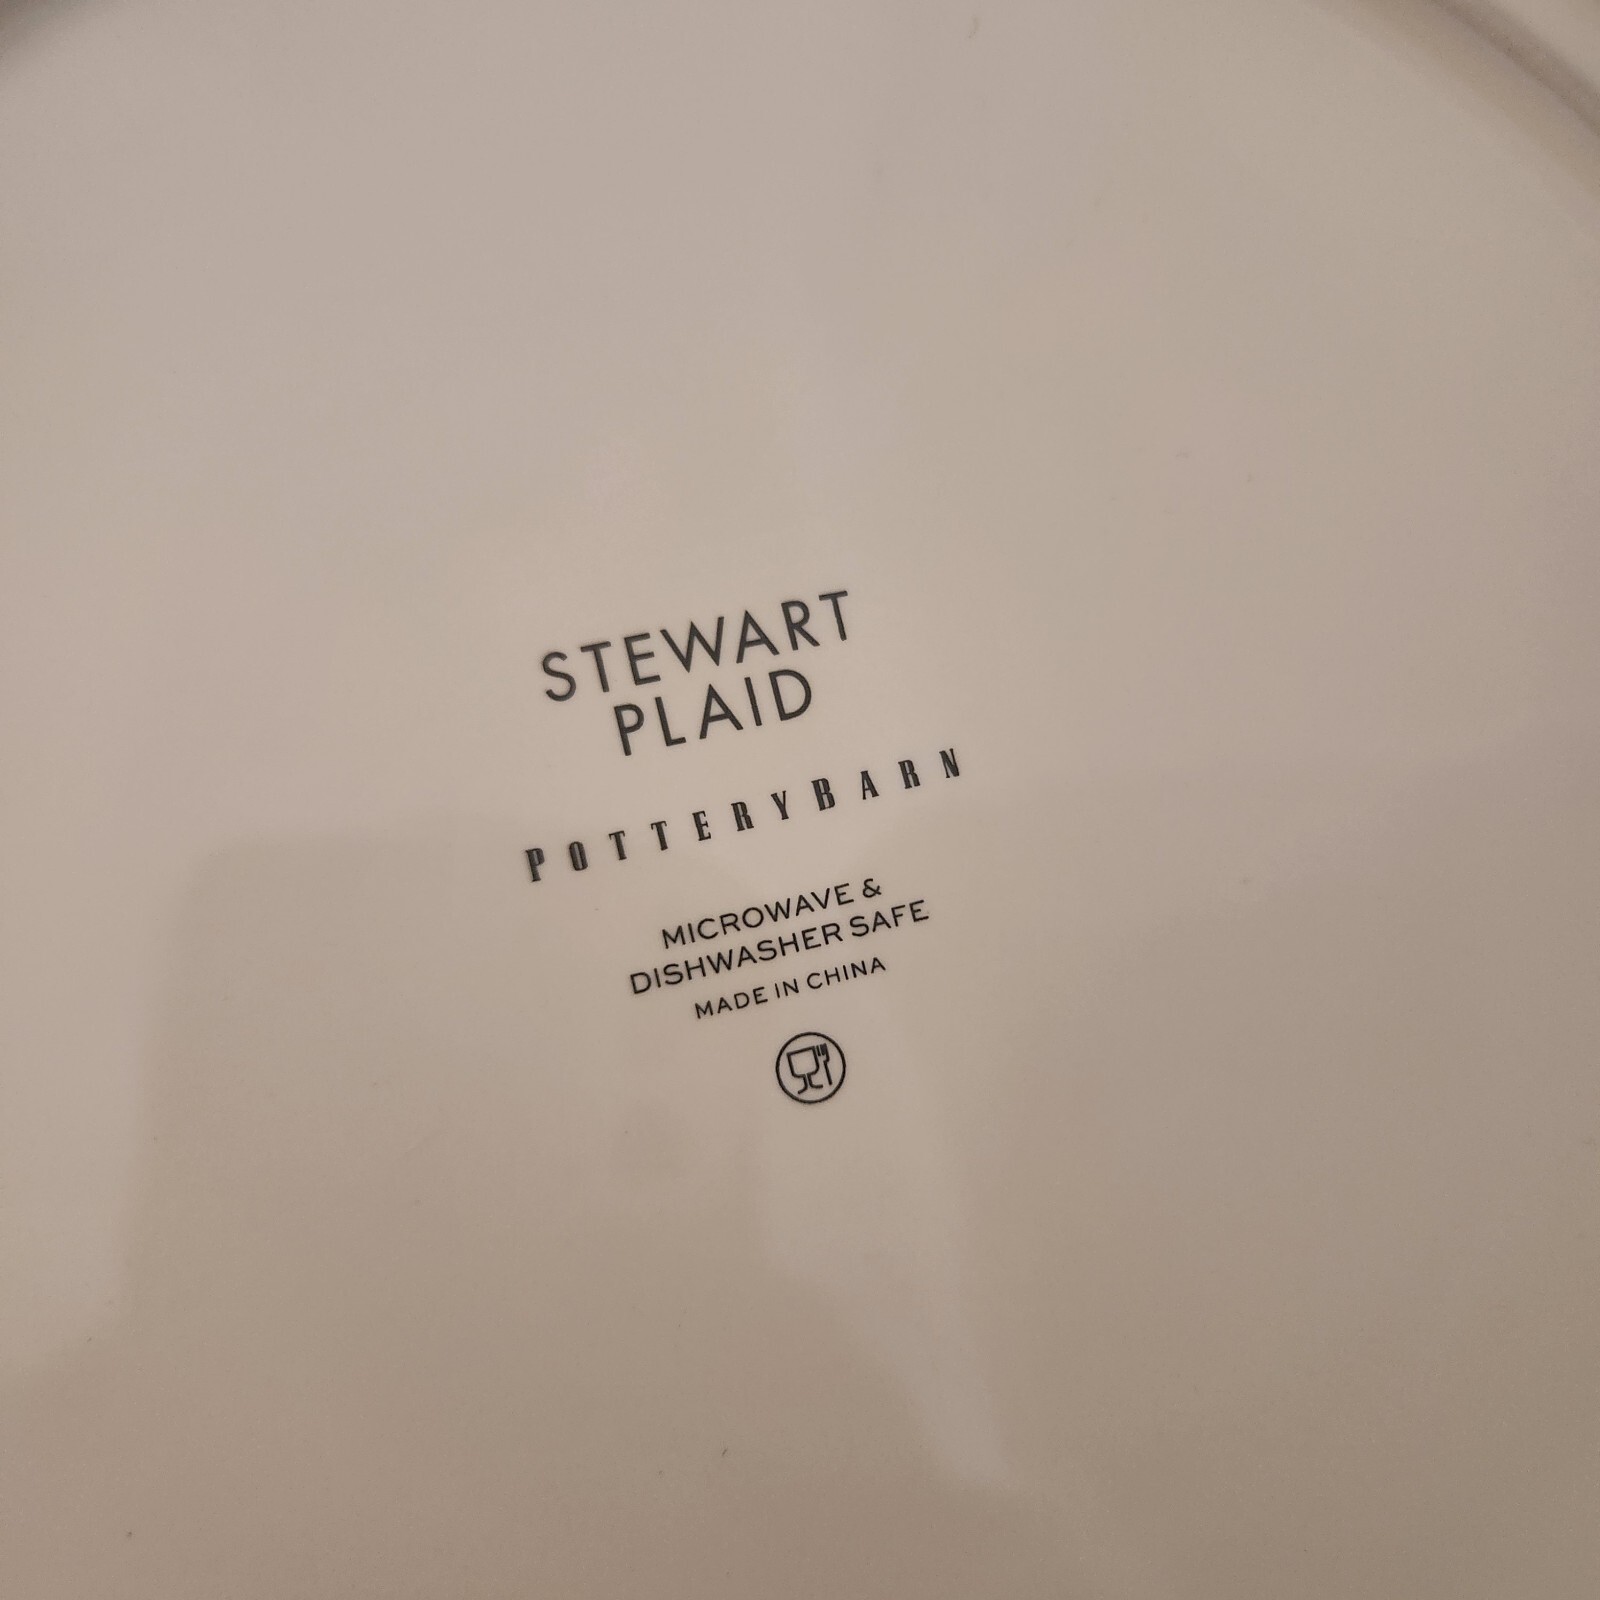 STEWART
PLAID
POTTERYBARN
MICROWAVE &
DISHWASHER SAFE
MADE IN CHINA